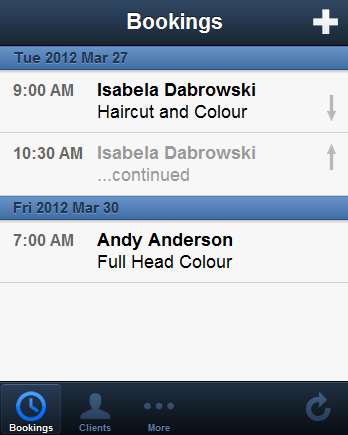 Bookings
Tue 2012 Mar 27
9:00 AM Isabela Dabrowski
Haircut and Colour
10:30 AM Isabela Dabrowski
...continued
Fri 2012 Mar 30
7:00 AM Andy Anderson
Full Head Colour
Bookings Clients More